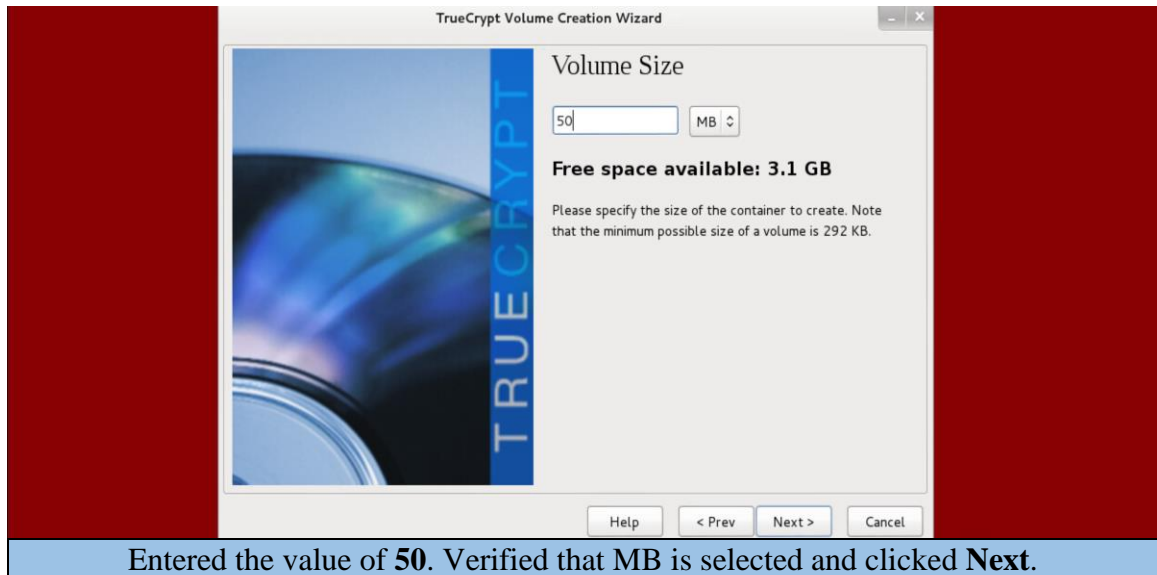 TrueCrypt Volume Creation Wizard
TRUECRYPT
Volume Size
50 MB
Free space available: 3.1 GB
Please specify the size of the container to create. Note
that the minimum possible size of a volume is 292 KB.
Help < Prev Next > Cancel
Entered the value of 50. Verified that MB is selected and clicked Next.